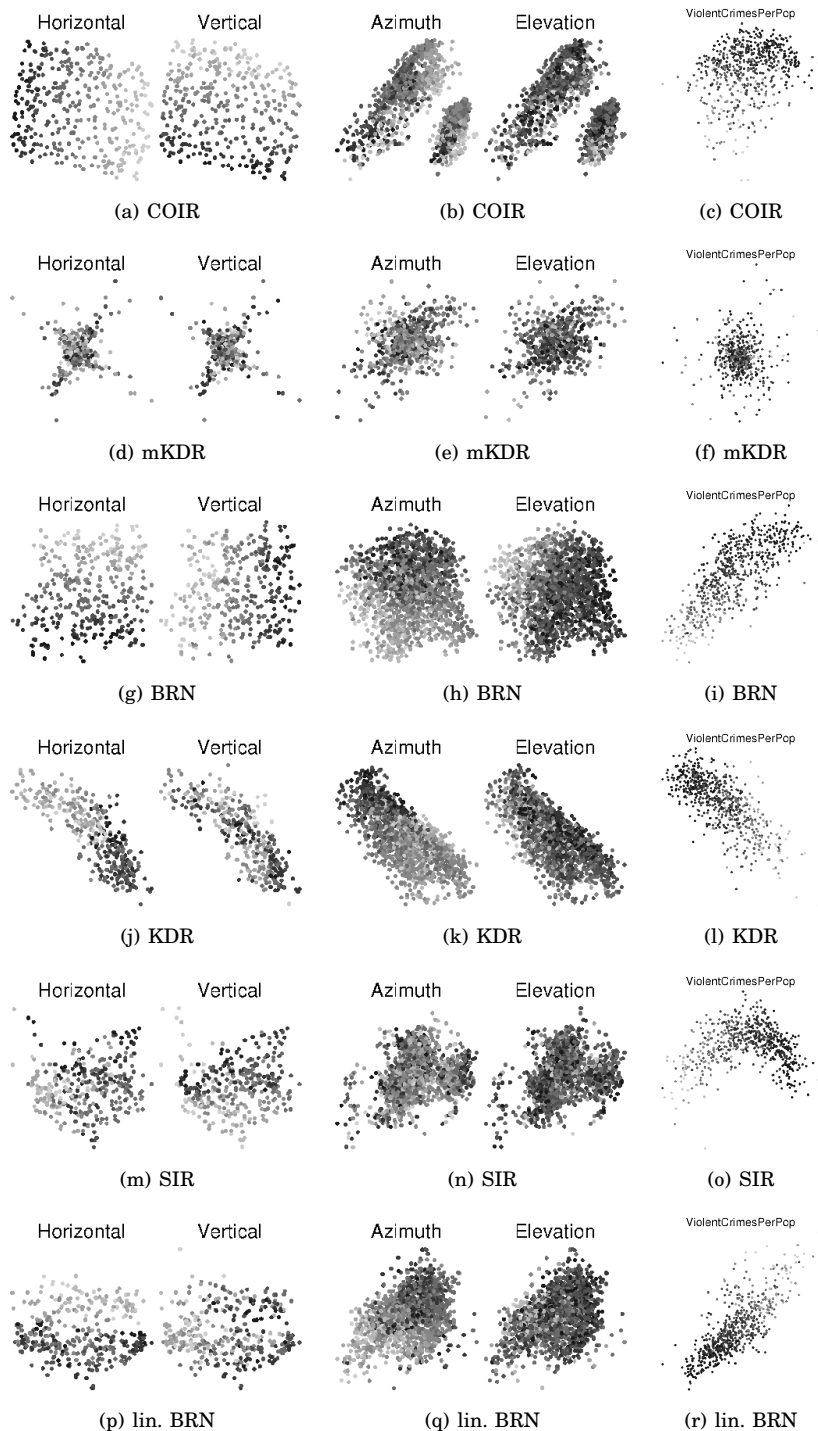 Horizontal Vertical Azimuth Elevation ViolentCrimesPerPop
(a) COIR (b) COIR (c) COIR
Horizontal Vertical Azimuth Elevation ViolentCrimesPerPop
(d) mKDR (e) mKDR (f) mKDR
Horizontal Vertical Azimuth Elevation ViolentCrimesPerPop
(g) BRN (h) BRN (i) BRN
Horizontal Vertical Azimuth Elevation ViolentCrimesPerPop
(j) KDR (k) KDR (l) KDR
Horizontal Vertical Azimuth Elevation ViolentCrimesPerPop
(m) SIR (n) SIR (o) SIR
Horizontal Vertical Azimuth Elevation ViolentCrimesPerPop
(p) lin. BRN (q) lin. BRN (r) lin. BRN